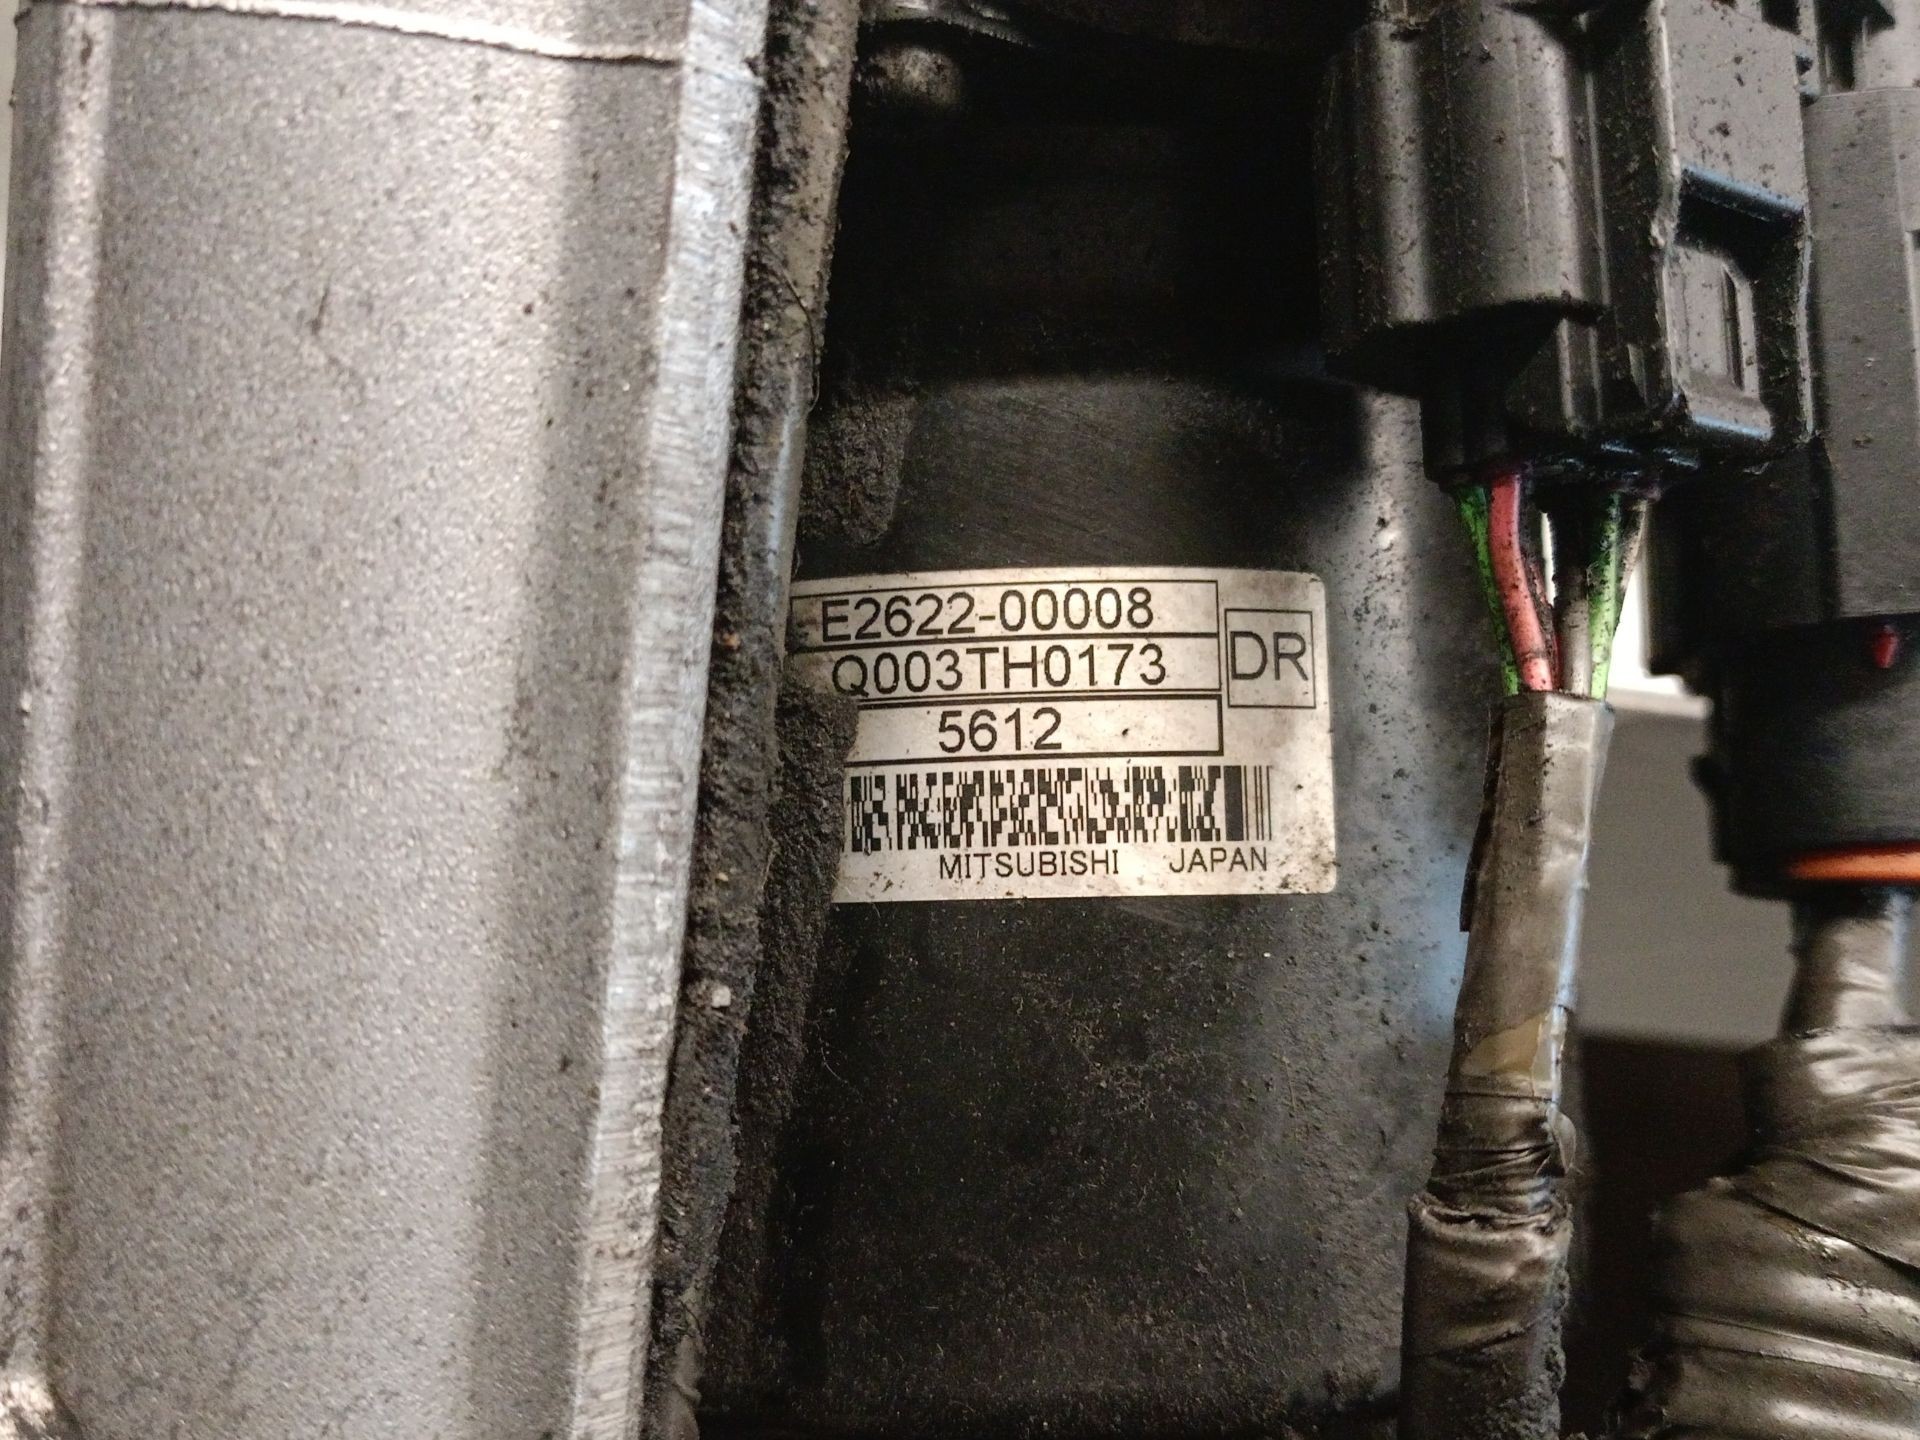 E2622-00008
Q003TH0173
DR
5612
MITSUBISHI JAPAN